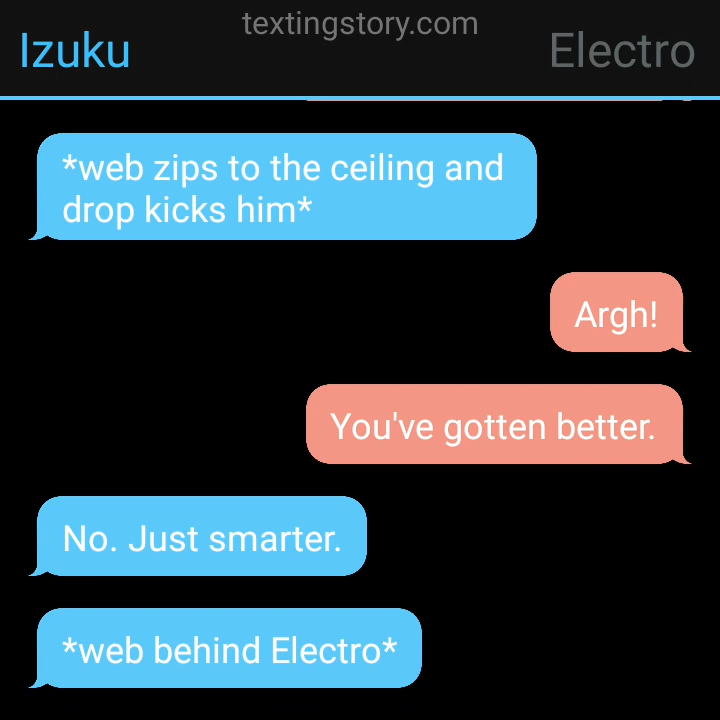 textingstory.com
Izuku
Electro
*web zips to the ceiling and
drop kicks him*
Argh!
You've gotten better.
No. Just smarter.
*web behind Electro*